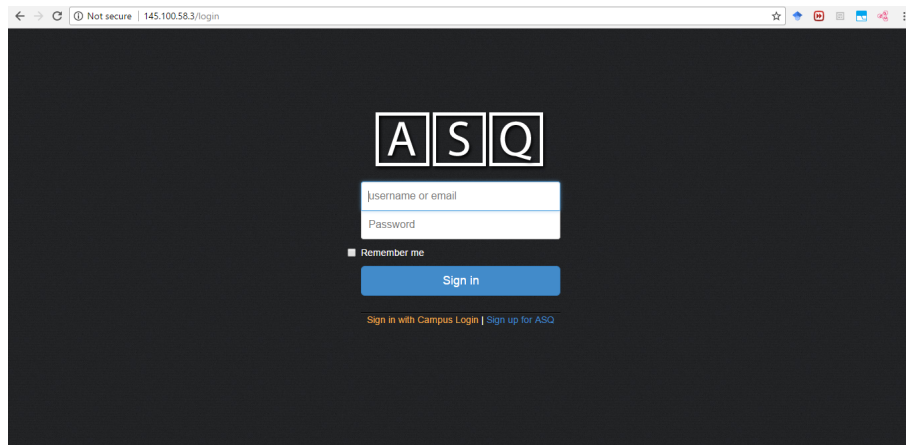 Not secure | 145.100.58.3/login
ASQ
username or email
Password
Remember me
Sign in
Sign in with Campus Login | Sign up for ASQ